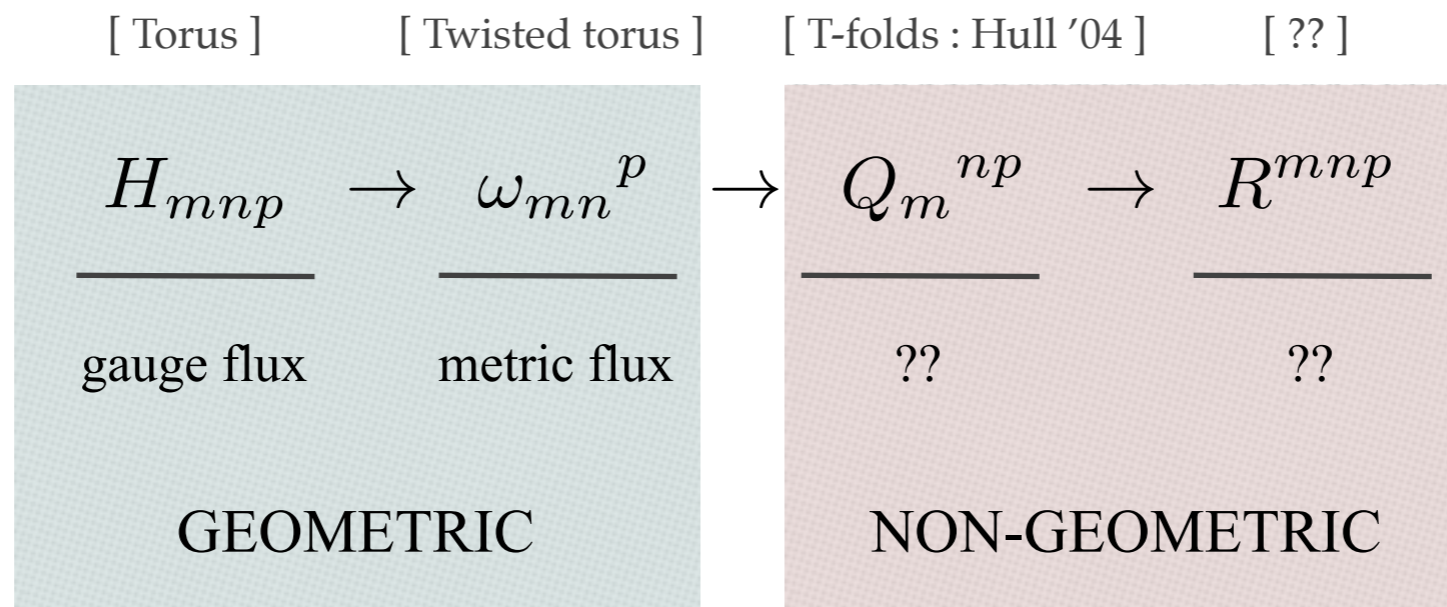 [ Torus ] [ Twisted torus ] [ T-folds : Hull ’04 ] [ ?? ]
H_{mnp} → ω_{mn}^{p} → Q_{m}^{np} → R^{mnp}
gauge flux metric flux ?? ??
GEOMETRIC NON-GEOMETRIC